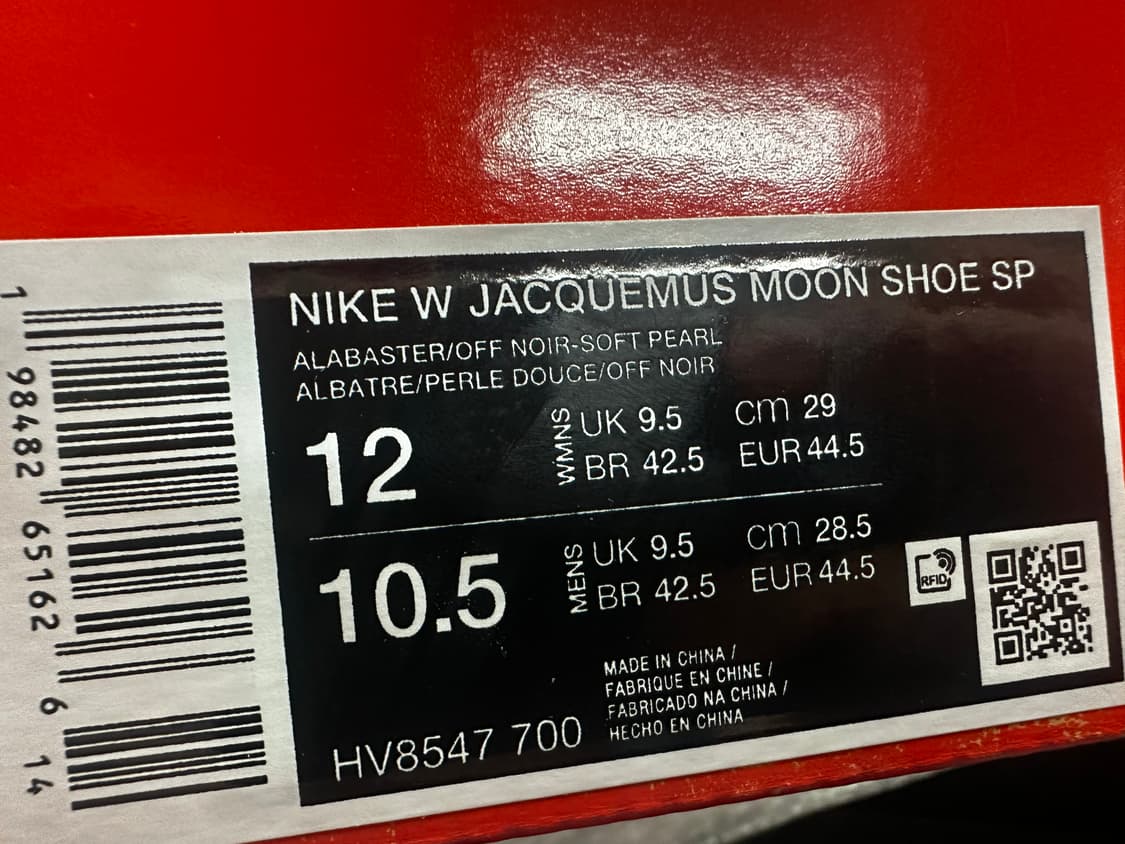 NIKE W JACQUEMUS MOON SHOE SP
ALABASTER/OFF NOIR-SOFT PEARL
ALBATRE/PERLE DOUCE/OFF NOIR
12
WMNS
UK 9.5 cm 29
BR 42.5 EUR 44.5
10.5
MENS
UK 9.5 cm 28.5
BR 42.5 EUR 44.5
RFID
MADE IN CHINA /
FABRIQUE EN CHINE /
FABRICADO NA CHINA /
HECHO EN CHINA
HV8547 700
1 98482 65162 6 14